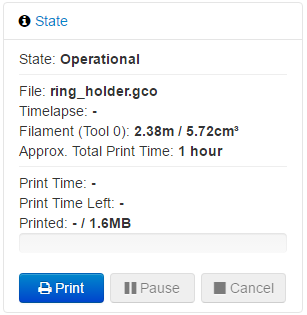 State
State: Operational
File: ring_holder.gco
Timelapse: -
Filament (Tool 0): 2.38m / 5.72cm³
Approx. Total Print Time: 1 hour
Print Time: -
Print Time Left: -
Printed: - / 1.6MB
Print Pause Cancel